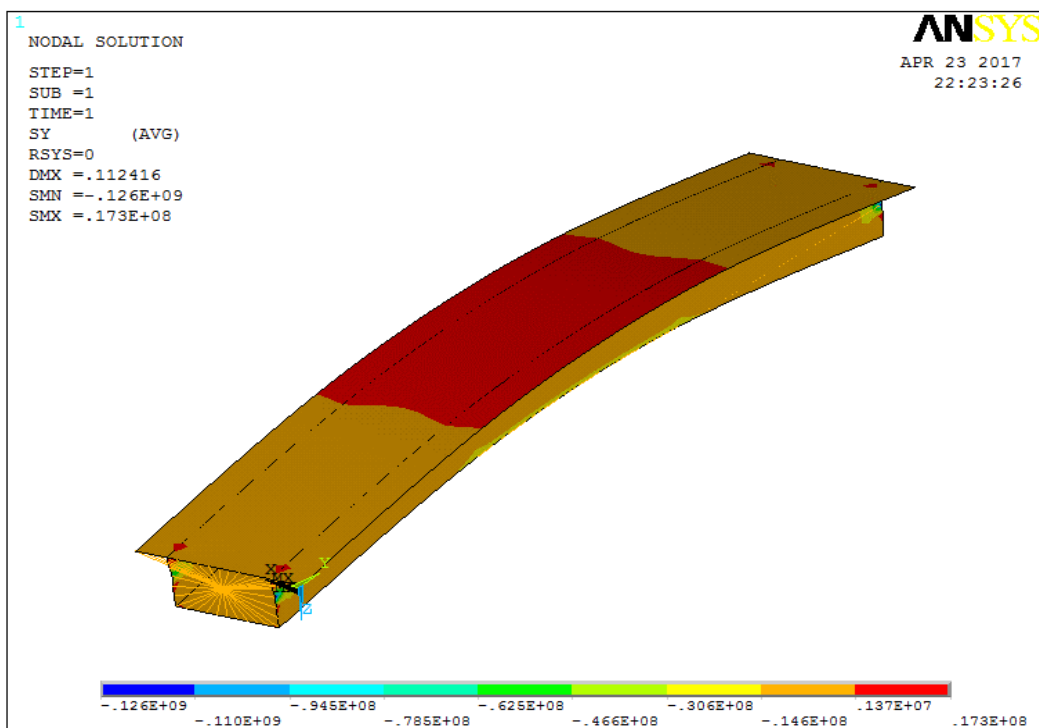 1
NODAL SOLUTION
STEP=1
SUB =1
TIME=1
SY (AVG)
RSYS=0
DMX =.112416
SMN =-.126E+09
SMX =.173E+08
ANSYS
APR 23 2017
22:23:26
X
Y
Z
-.126E+09 -.945E+08 -.625E+08 -.306E+08 .137E+07
-.110E+09 -.785E+08 -.466E+08 -.146E+08 .173E+08